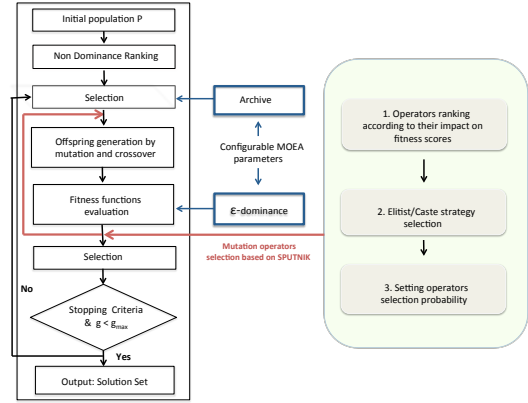 Initial population P
Non Dominance Ranking
Selection
Offspring generation by
mutation and crossover
Fitness functions
evaluation
Selection
No
Stopping Criteria
& g < gmax
Yes
Output: Solution Set
Archive
Configurable MOEA
parameters
ε-dominance
Mutation operators
selection based on SPUTNIK
1. Operators ranking
according to their impact on
fitness scores
2. Elitist/Caste strategy
selection
3. Setting operators
selection probability